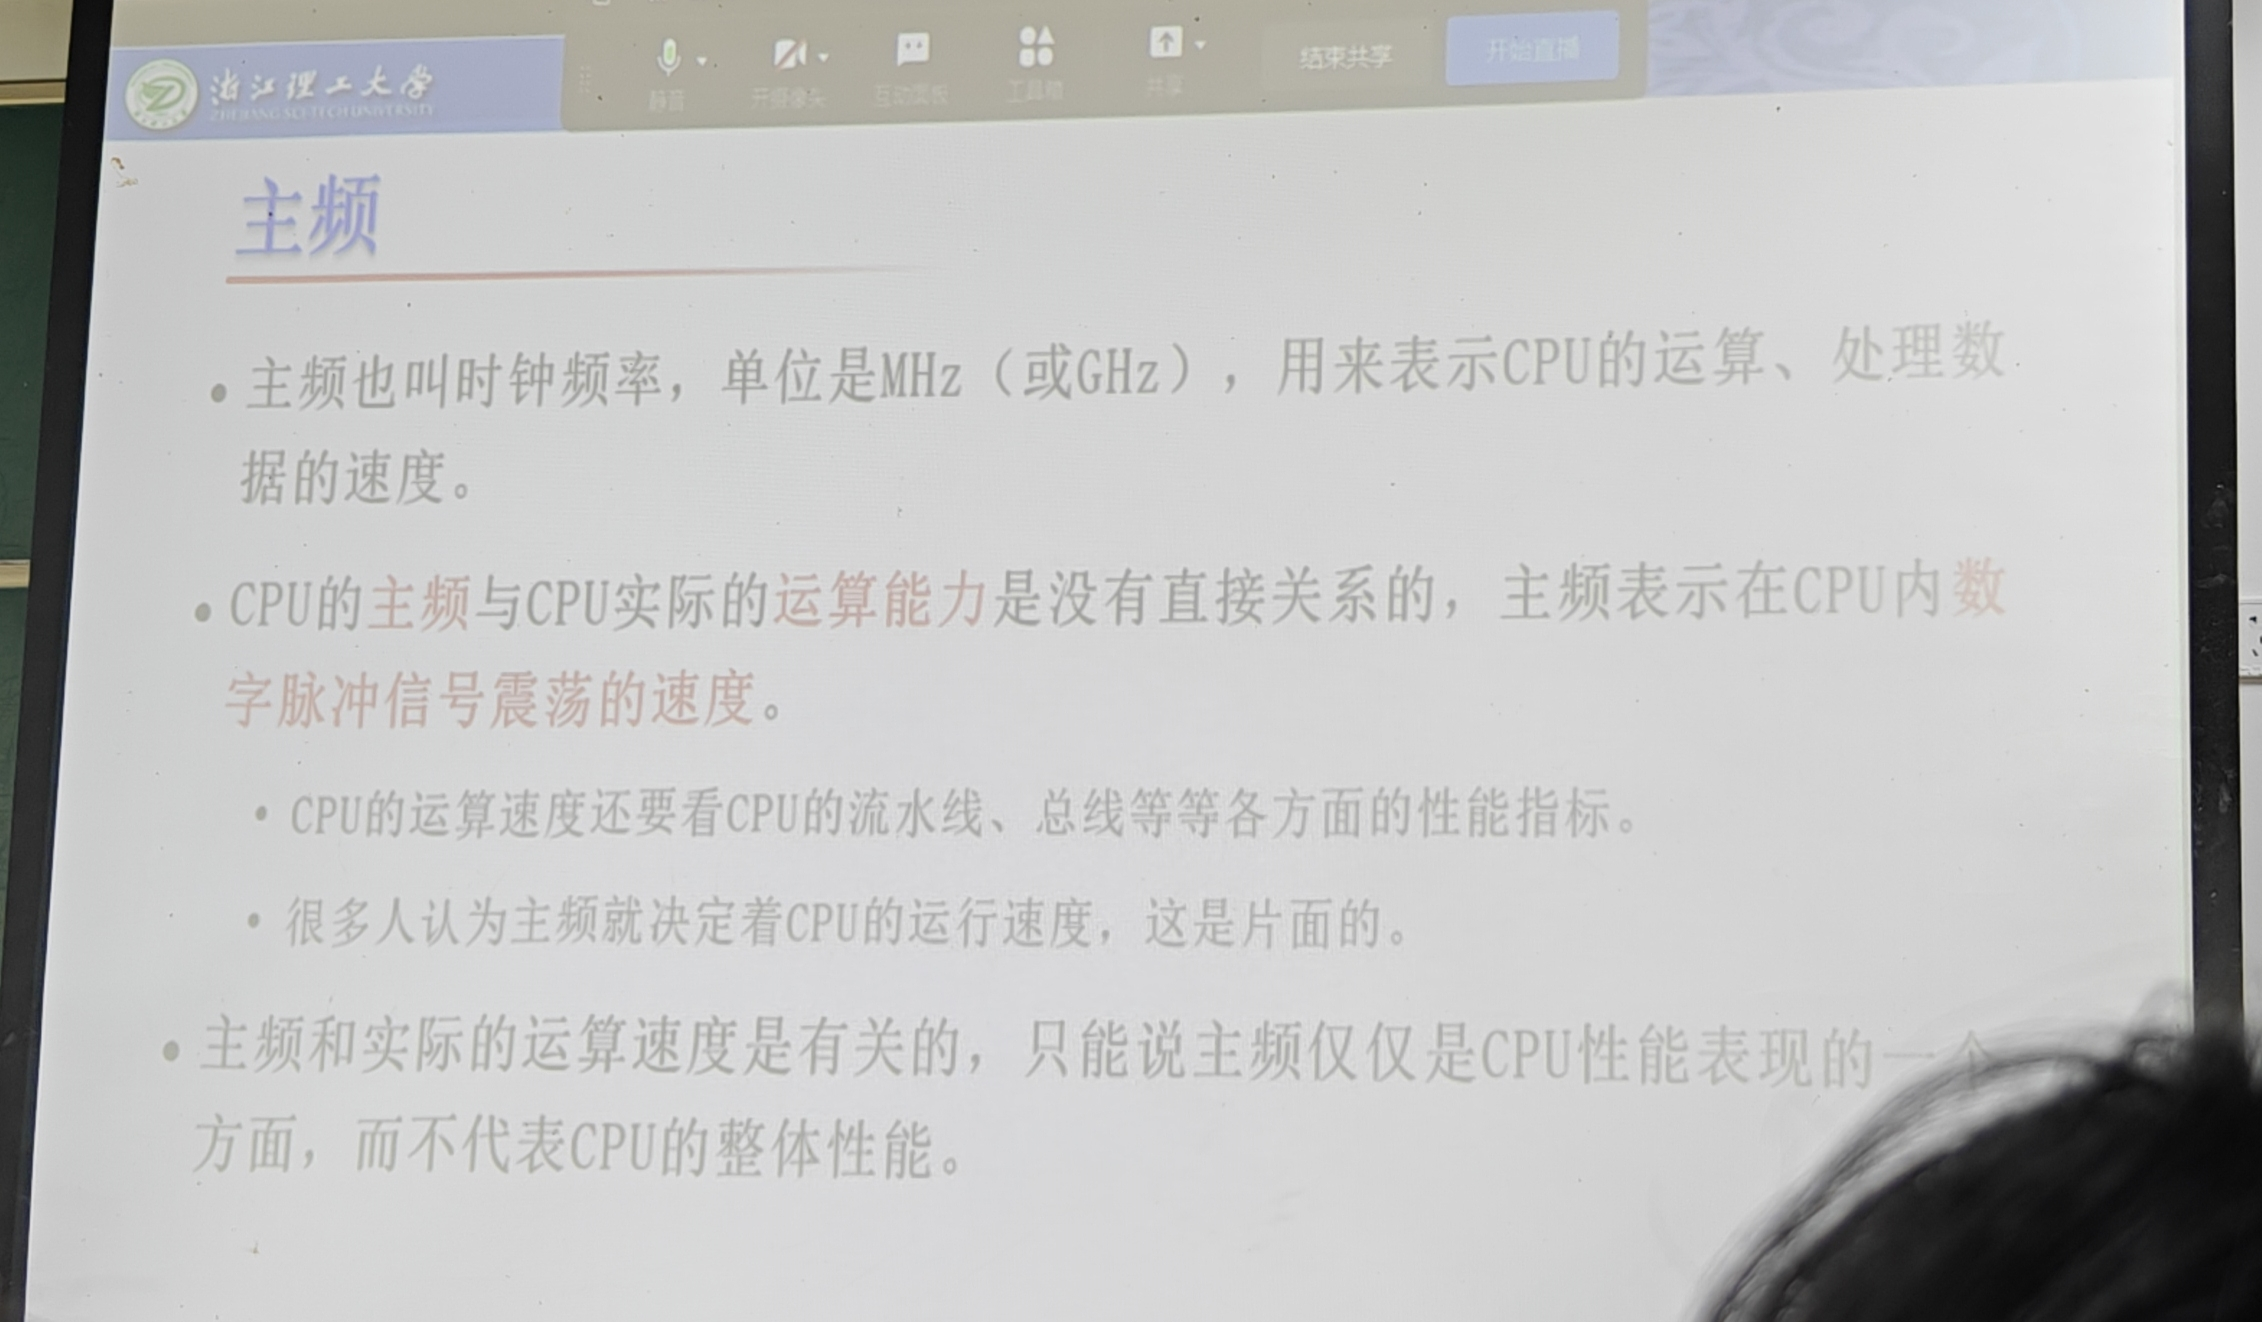 浙江理工大学
ZHEJIANG SCI-TECH UNIVERSITY
静音
开摄像头
互动面板
工具箱
共享
结束共享
开始直播
主频
• 主频也叫时钟频率，单位是MHz（或GHz），用来表示CPU的运算、处理数
据的速度。
• CPU的主频与CPU实际的运算能力是没有直接关系的，主频表示在CPU内数
字脉冲信号震荡的速度。
• CPU的运算速度还要看CPU的流水线、总线等等各方面的性能指标。
• 很多人认为主频就决定着CPU的运行速度，这是片面的。
• 主频和实际的运算速度是有关的，只能说主频仅仅是CPU性能表现的一个
方面，而不代表CPU的整体性能。